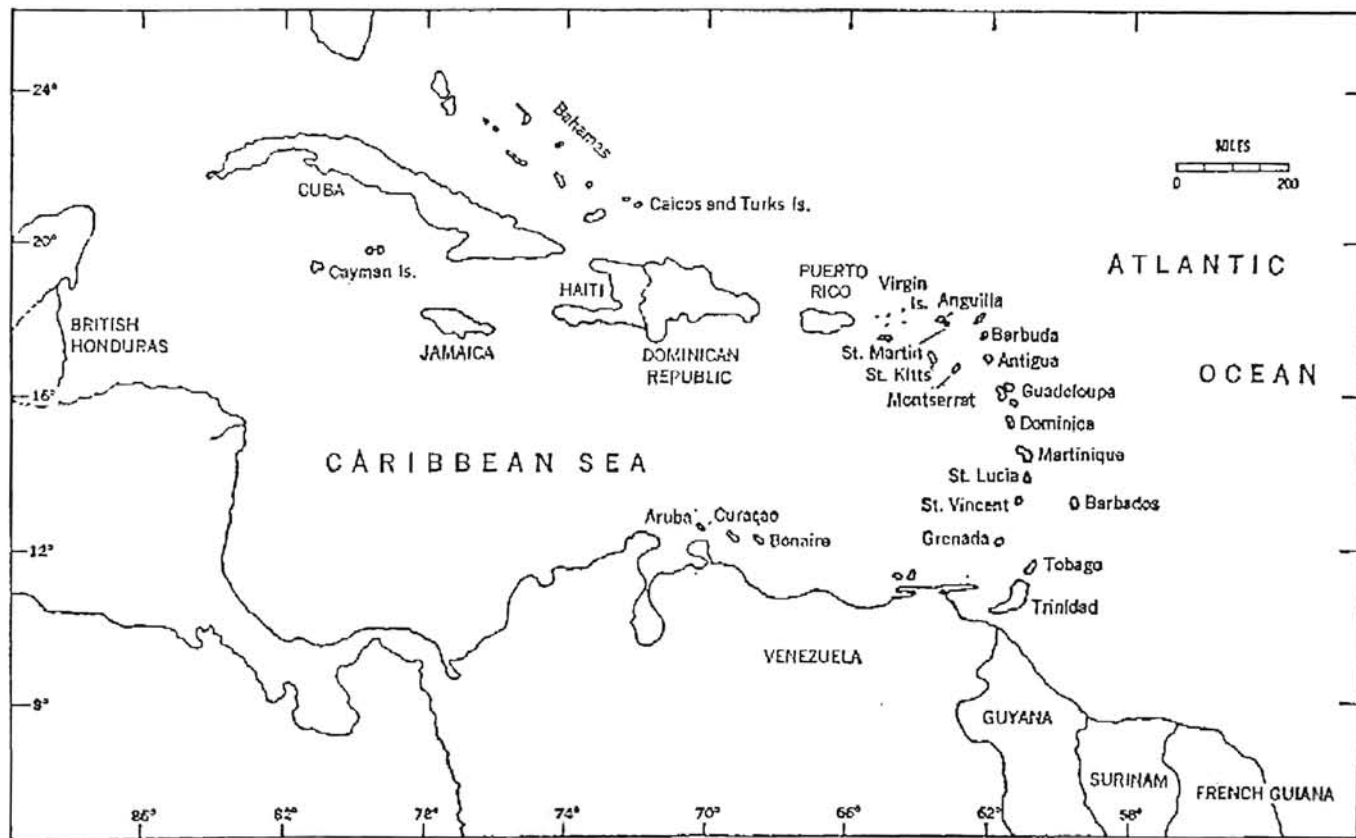 24°
Bahamas
MILES
0 200
CUBA
Caicos and Turks Is.
20°
Cayman Is.
ATLANTIC
PUERTO
RICO
Virgin
Is.
Anguilla
HAITI
BRITISH
HONDURAS
JAMAICA
DOMINICAN
REPUBLIC
Barbuda
St. Martin
Antigua
St. Kitts
OCEAN
Montserrat
16°
Guadeloupa
Dominica
CARIBBEAN SEA
Martinique
St. Lucia
St. Vincent
Barbados
Aruba
Curaçao
Bonaire
Grenada
12°
Tobago
Trinidad
VENEZUELA
8°
GUYANA
SURINAM
FRENCH GUIANA
86° 82° 78° 74° 70° 66° 62° 58°